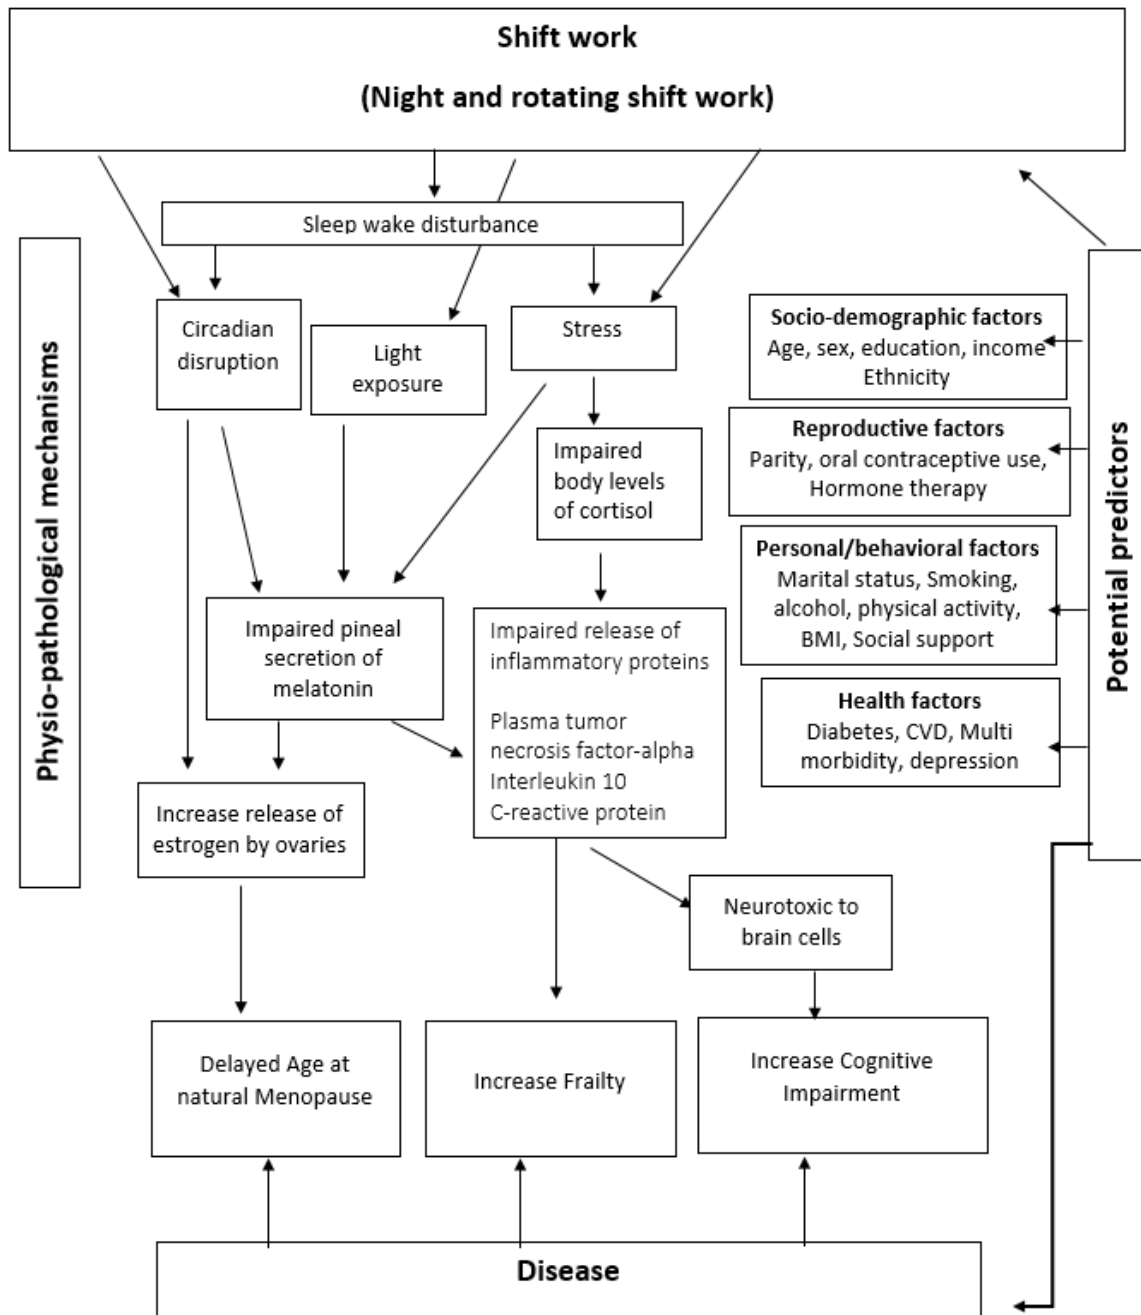 Shift work
(Night and rotating shift work)
Sleep wake disturbance
Physio-pathological mechanisms
Circadian
disruption
Light
exposure
Stress
Impaired
body levels
of cortisol
Impaired pineal
secretion of
melatonin
Impaired release of
inflammatory proteins
Plasma tumor
necrosis factor-alpha
Interleukin 10
C-reactive protein
Increase release of
estrogen by ovaries
Neurotoxic to
brain cells
Delayed Age at
natural Menopause
Increase Frailty
Increase Cognitive
Impairment
Disease
Socio-demographic factors
Age, sex, education, income
Ethnicity
Reproductive factors
Parity, oral contraceptive use,
Hormone therapy
Personal/behavioral factors
Marital status, Smoking,
alcohol, physical activity,
BMI, Social support
Health factors
Diabetes, CVD, Multi
morbidity, depression
Potential predictors